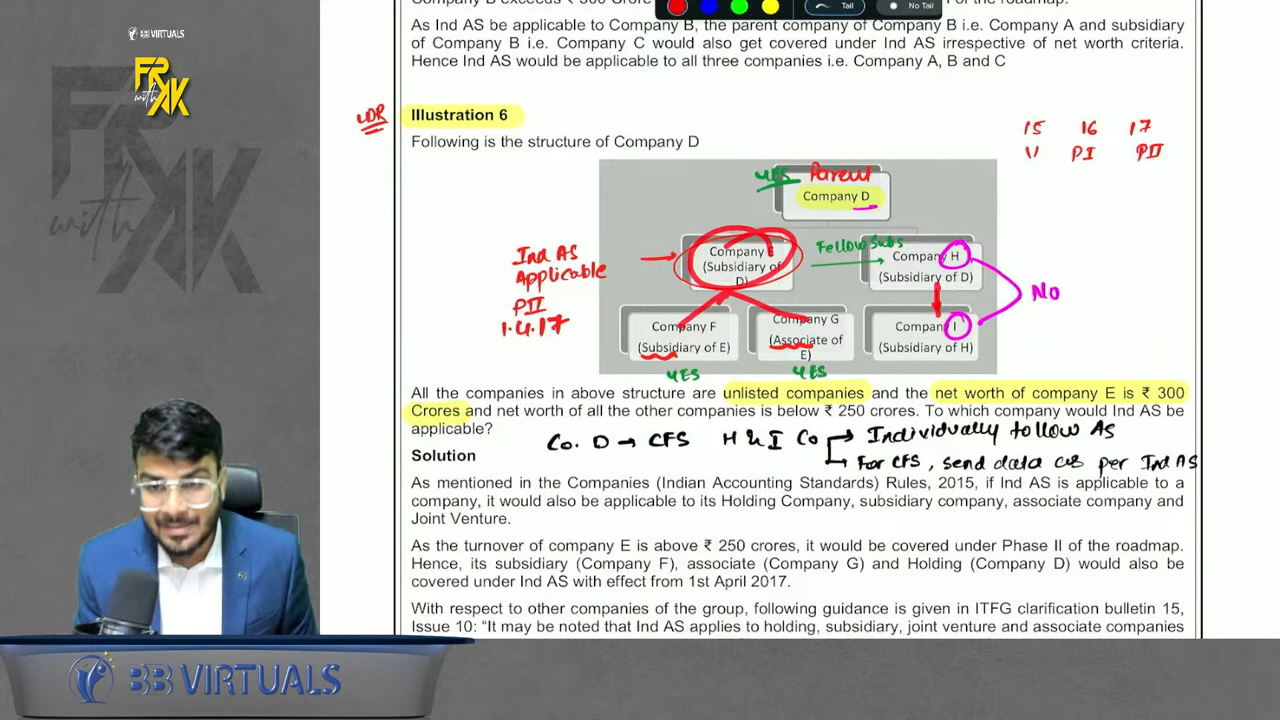 Tail
No Tail
BB VIRTUALS
FR
with
AK
As Ind AS be applicable to Company B, the parent company of Company B i.e. Company A and subsidiary
of Company B i.e. Company C would also get covered under Ind AS irrespective of net worth criteria.
Hence Ind AS would be applicable to all three companies i.e. Company A, B and C
LDR
Illustration 6
Following is the structure of Company D
15 16 17
V PI PII
YES Parent
Company D
Ind AS
Applicable
PII
1.4.17
Company
(Subsidiary of
D)
Fellow Subs
Company H
(Subsidiary of D)
No
Company F
(Subsidiary of E)
YES
Company G
(Associate of
E)
YES
Company I
(Subsidiary of H)
All the companies in above structure are unlisted companies and the net worth of company E is ₹ 300
Crores and net worth of all the other companies is below ₹ 250 crores. To which company would Ind AS be
applicable?
Co. D → CFS H & I Co → Individually follow AS
→ For CFS, send data as per Ind AS
Solution
As mentioned in the Companies (Indian Accounting Standards) Rules, 2015, if Ind AS is applicable to a
company, it would also be applicable to its Holding Company, subsidiary company, associate company and
Joint Venture.
As the turnover of company E is above ₹ 250 crores, it would be covered under Phase II of the roadmap.
Hence, its subsidiary (Company F), associate (Company G) and Holding (Company D) would also be
covered under Ind AS with effect from 1st April 2017.
With respect to other companies of the group, following guidance is given in ITFG clarification bulletin 15,
Issue 10: “It may be noted that Ind AS applies to holding, subsidiary, joint venture and associate companies
BB VIRTUALS